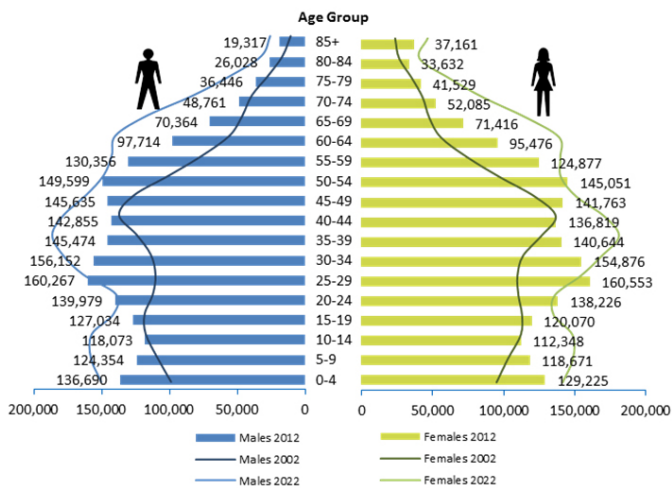 Age Group
19,317 85+ 37,161
26,028 80-84 33,632
36,446 75-79 41,529
48,761 70-74 52,085
70,364 65-69 71,416
97,714 60-64 95,476
130,356 55-59 124,877
149,599 50-54 145,051
145,635 45-49 141,763
142,855 40-44 136,819
145,474 35-39 140,644
156,152 30-34 154,876
160,267 25-29 160,553
139,979 20-24 138,226
127,034 15-19 120,070
118,073 10-14 112,348
124,354 5-9 118,671
136,690 0-4 129,225
200,000 150,000 100,000 50,000 0 0 50,000 100,000 150,000 200,000
Males 2012 Females 2012
Males 2002 Females 2002
Males 2022 Females 2022